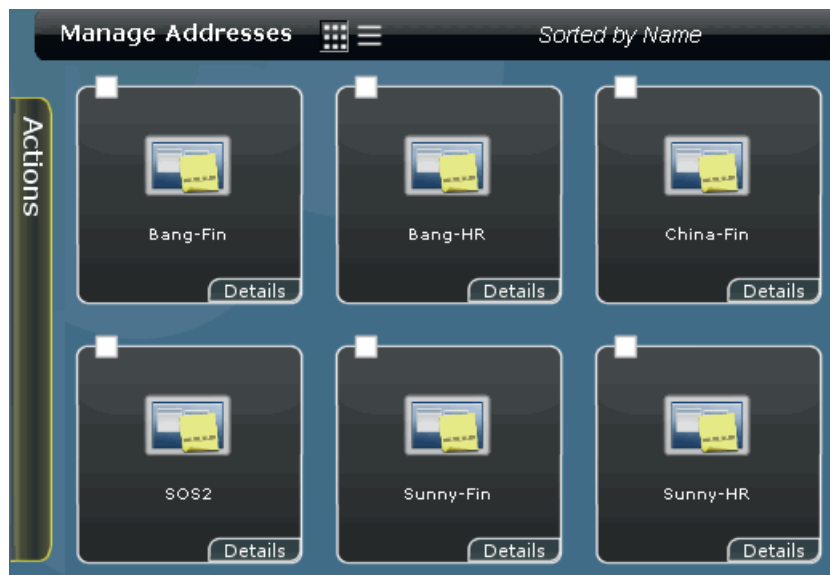 Manage Addresses Sorted by Name
Actions
Bang-Fin Bang-HR China-Fin
Details Details Details
SOS2 Sunny-Fin Sunny-HR
Details Details Details